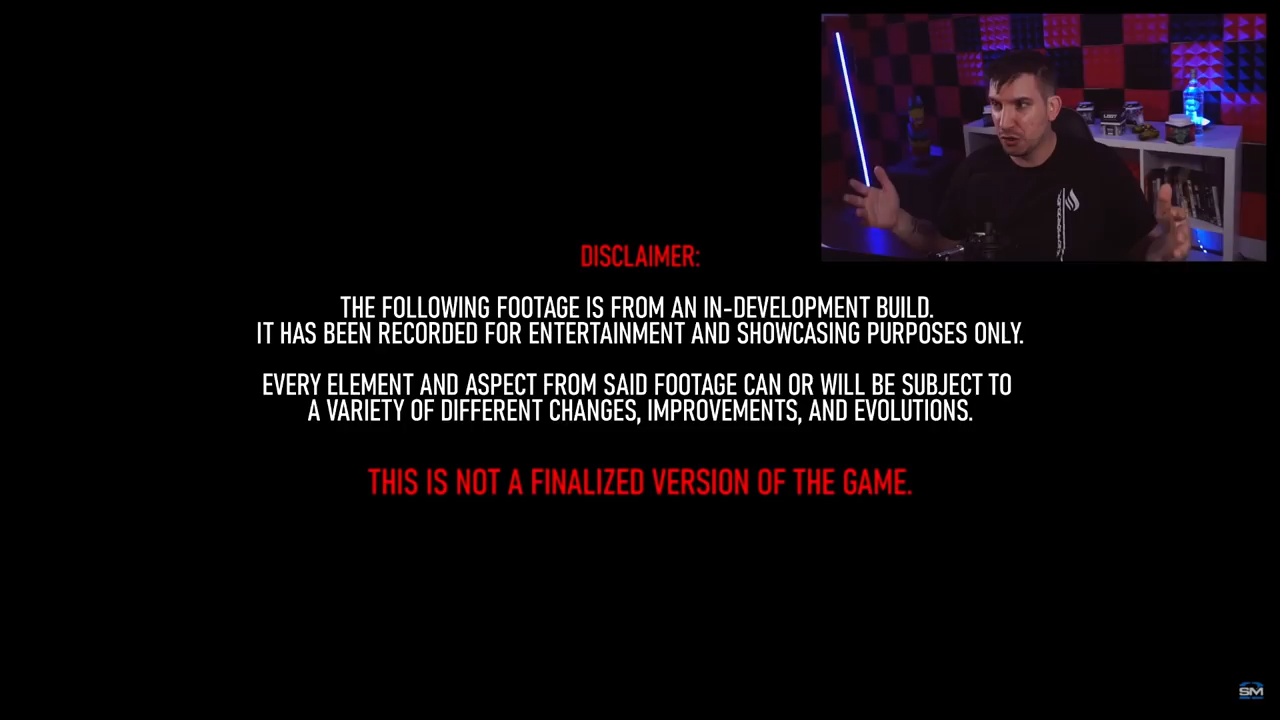 DISCLAIMER:
THE FOLLOWING FOOTAGE IS FROM AN IN-DEVELOPMENT BUILD.
IT HAS BEEN RECORDED FOR ENTERTAINMENT AND SHOWCASING PURPOSES ONLY.
EVERY ELEMENT AND ASPECT FROM SAID FOOTAGE CAN OR WILL BE SUBJECT TO
A VARIETY OF DIFFERENT CHANGES, IMPROVEMENTS, AND EVOLUTIONS.
THIS IS NOT A FINALIZED VERSION OF THE GAME.
SM